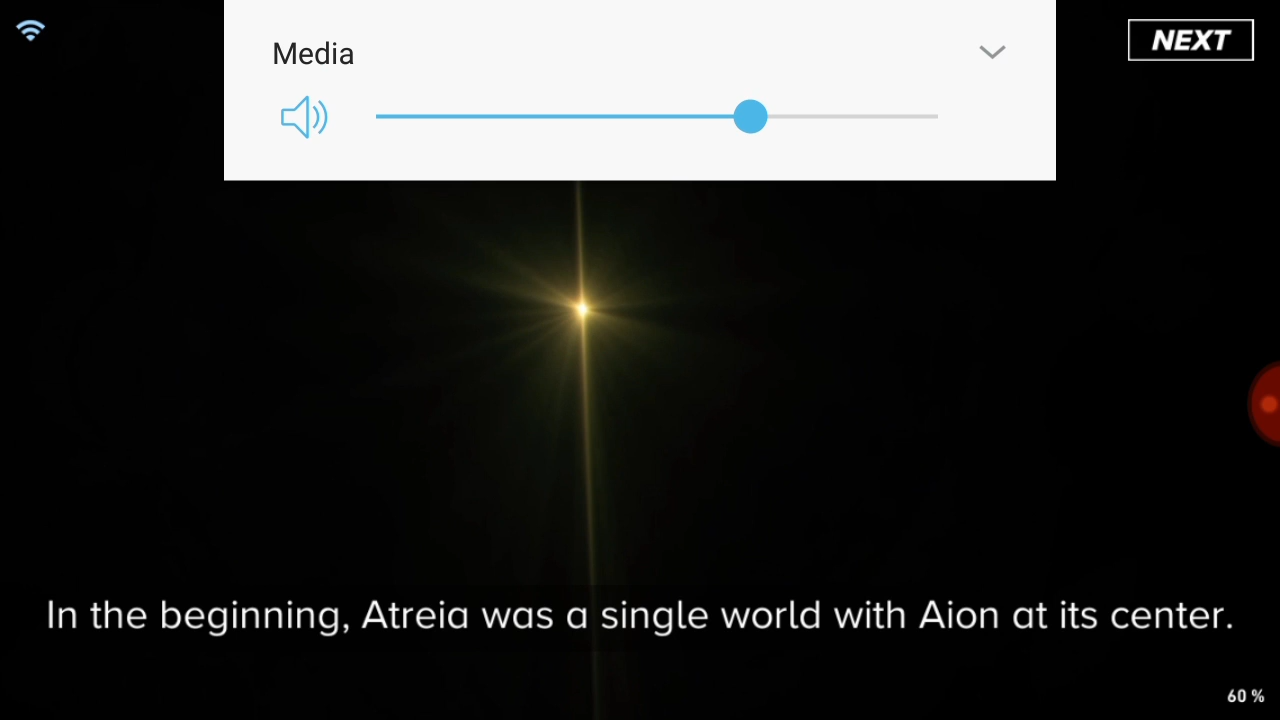 Media
NEXT
In the beginning, Atreia was a single world with Aion at its center.
60 %